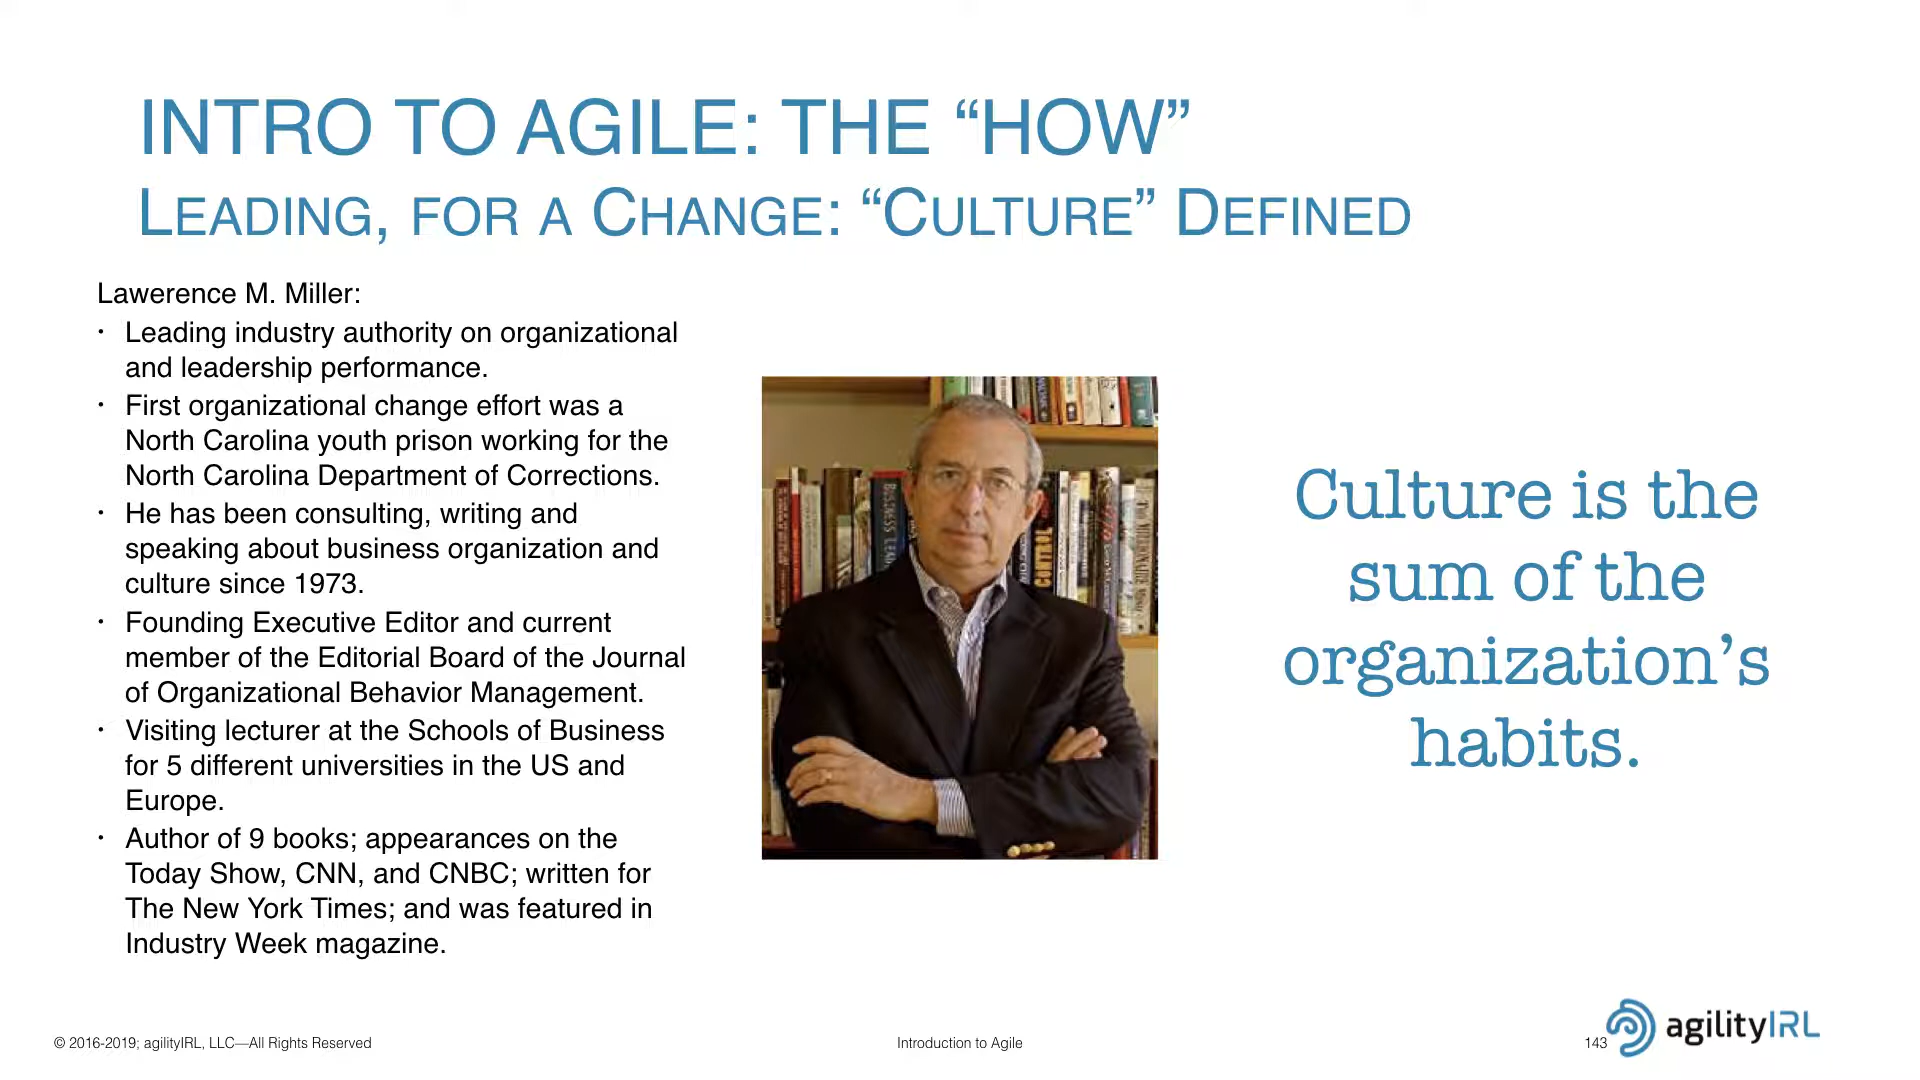 INTRO TO AGILE: THE “HOW”
LEADING, FOR A CHANGE: “CULTURE” DEFINED
Lawerence M. Miller:
• Leading industry authority on organizational
and leadership performance.
• First organizational change effort was a
North Carolina youth prison working for the
North Carolina Department of Corrections.
• He has been consulting, writing and
speaking about business organization and
culture since 1973.
• Founding Executive Editor and current
member of the Editorial Board of the Journal
of Organizational Behavior Management.
• Visiting lecturer at the Schools of Business
for 5 different universities in the US and
Europe.
• Author of 9 books; appearances on the
Today Show, CNN, and CNBC; written for
The New York Times; and was featured in
Industry Week magazine.
CONTROL
Culture is the
sum of the
organization’s
habits.
© 2016-2019; agilityIRL, LLC—All Rights Reserved
Introduction to Agile
143
agilityIRL